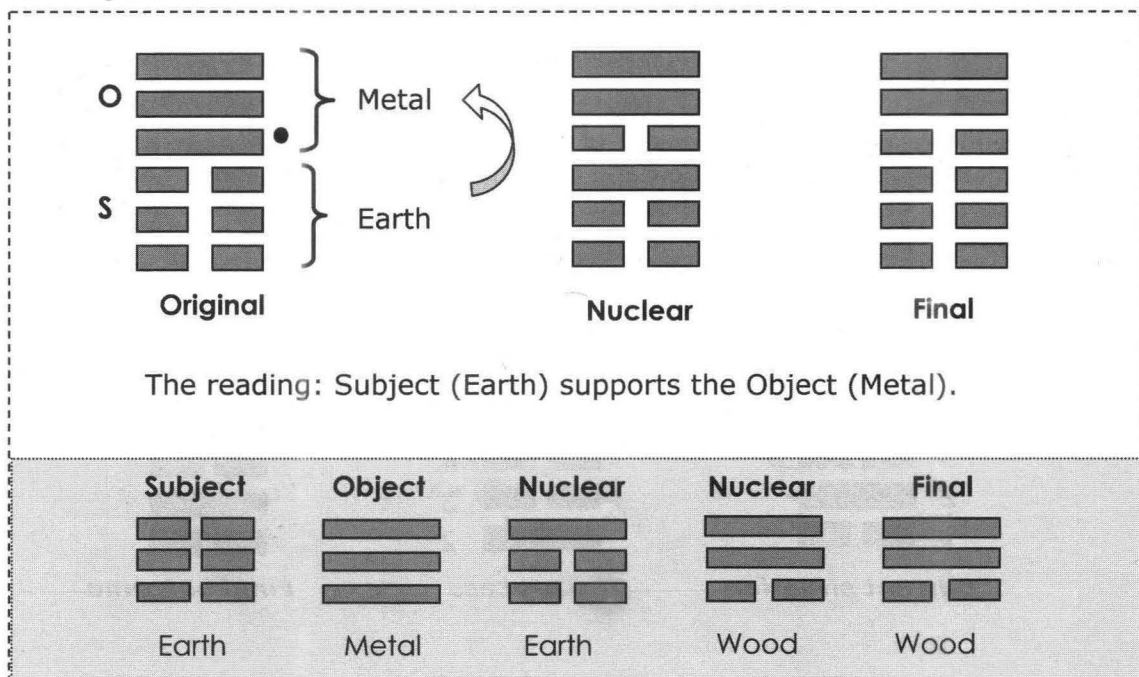 O
Metal
S
Earth
Original
Nuclear
Final
The reading: Subject (Earth) supports the Object (Metal).
Subject Object Nuclear Nuclear Final
Earth Metal Earth Wood Wood